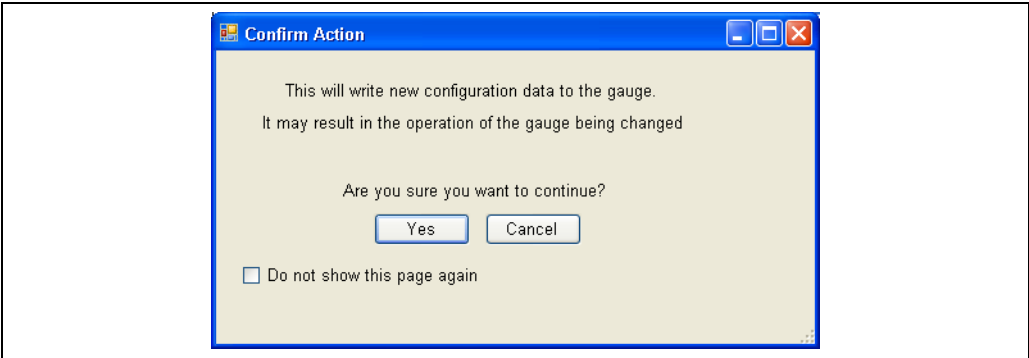 Confirm Action
This will write new configuration data to the gauge.
It may result in the operation of the gauge being changed
Are you sure you want to continue?
Yes Cancel
Do not show this page again